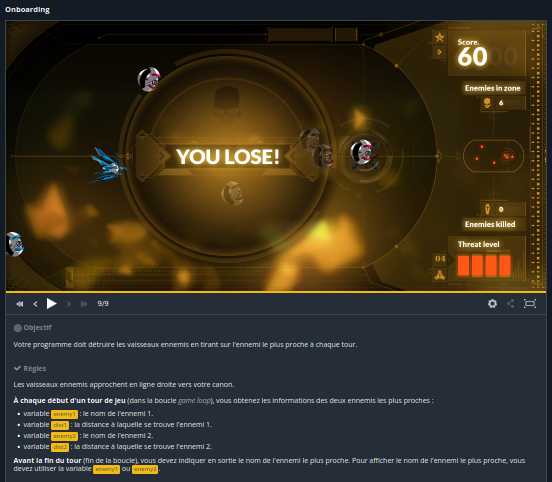 Onboarding
Score.
60
Enemies in zone
6
YOU LOSE!
0
Enemies killed
Threat level
04
9/9
Objectif
Votre programme doit détruire les vaisseaux ennemis en tirant sur l'ennemi le plus proche à chaque tour.
Règles
Les vaisseaux ennemis approchent en ligne droite vers votre canon.
À chaque début d'un tour de jeu (dans la boucle game loop), vous obtenez les informations des deux ennemis les plus proches :
• variable enemy1 : le nom de l'ennemi 1.
• variable dist1 : la distance à laquelle se trouve l'ennemi 1.
• variable enemy2 : le nom de l'ennemi 2.
• variable dist2 : la distance à laquelle se trouve l'ennemi 2.
Avant la fin du tour (fin de la boucle), vous devez indiquer en sortie le nom de l'ennemi le plus proche. Pour afficher le nom de l'ennemi le plus proche, vous
devez utiliser la variable enemy1 ou enemy2.